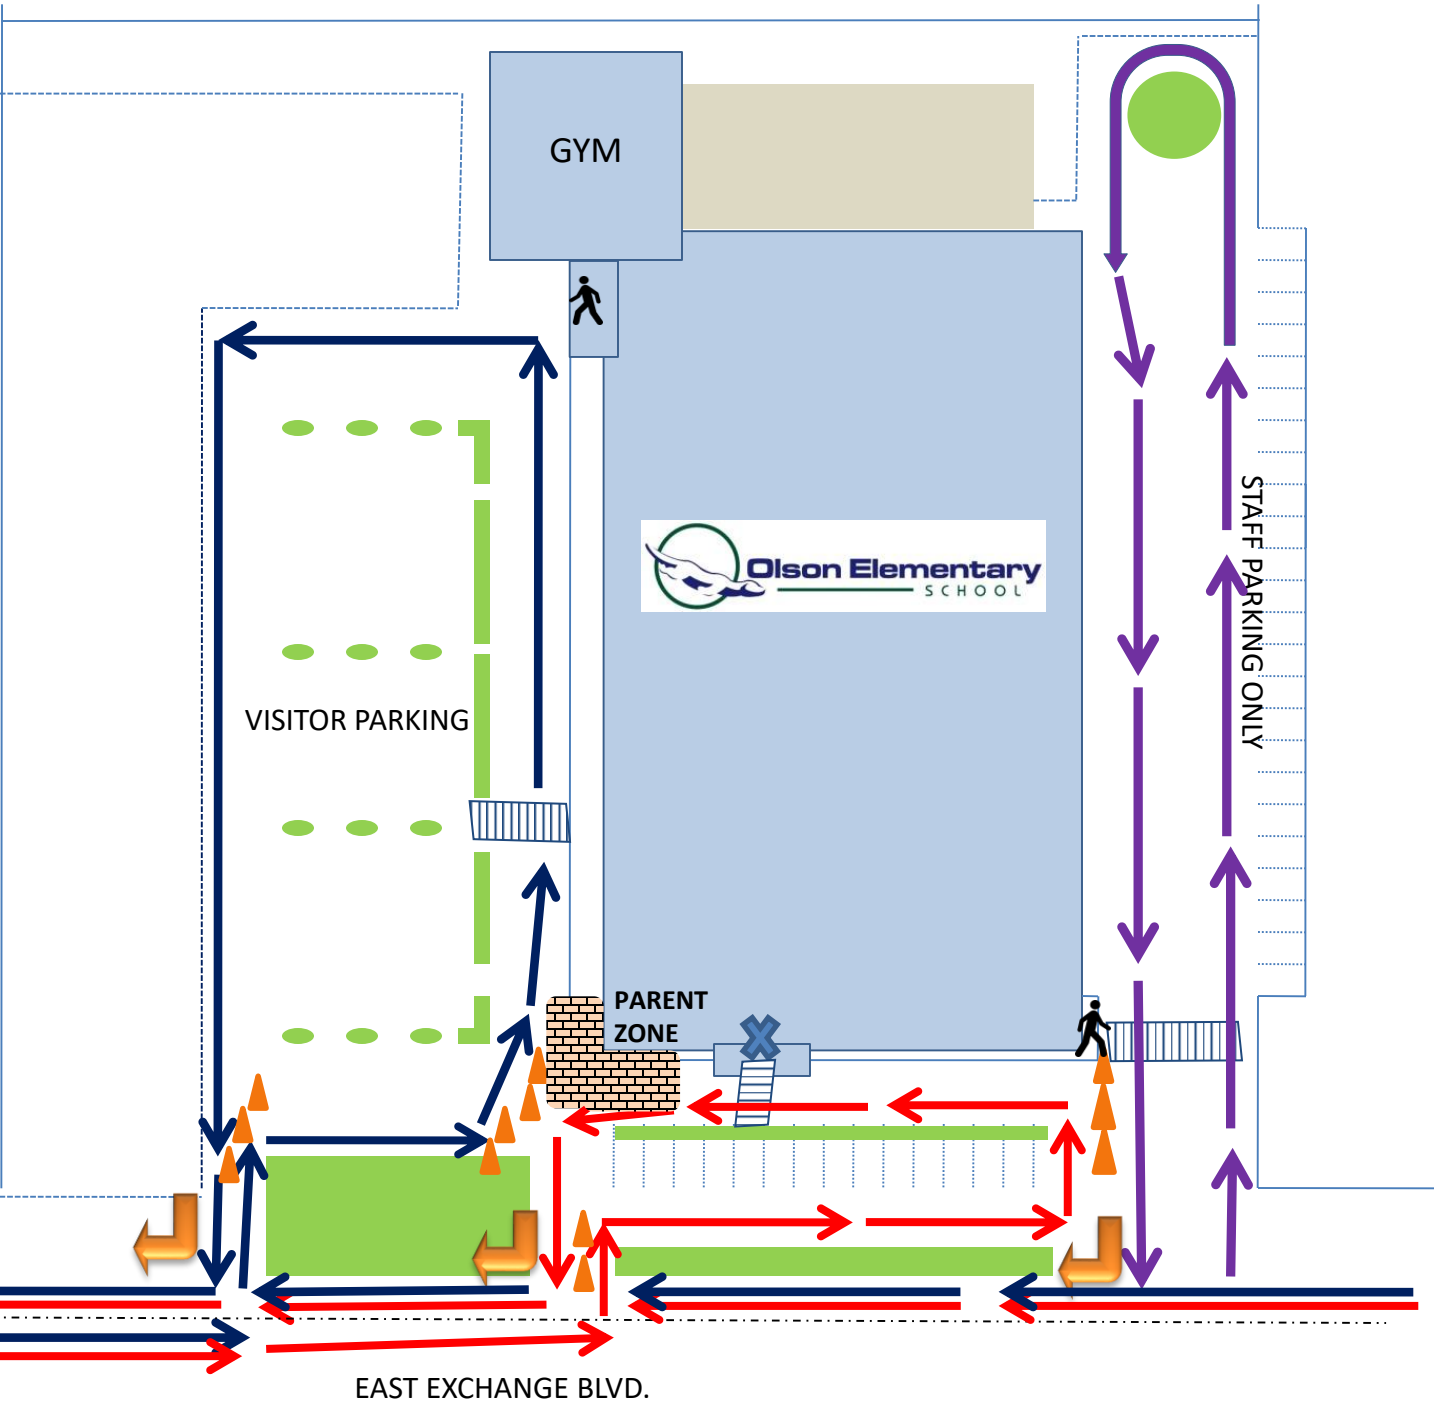 GYM
Olson Elementary
SCHOOL
STAFF PARKING ONLY
VISITOR PARKING
PARENT
ZONE
EAST EXCHANGE BLVD.